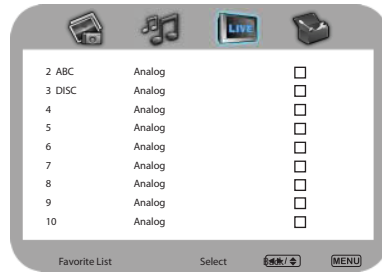 LIVE
2 ABC Analog
3 DISC Analog
4 Analog
5 Analog
6 Analog
7 Analog
8 Analog
9 Analog
10 Analog
Favorite List Select MENU